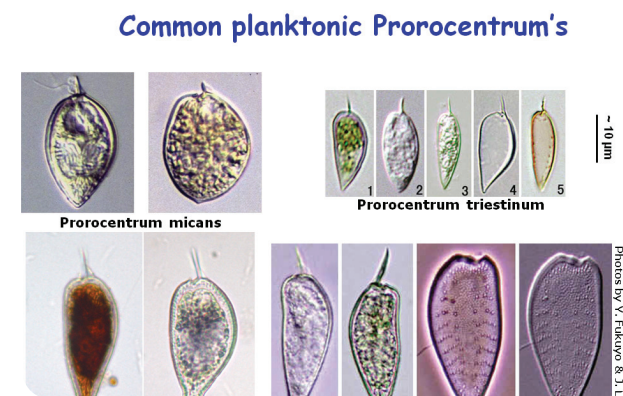 Common planktonic Prorocentrum's
1 2 3 4 5
~ 10 µm
Prorocentrum triestinum
Prorocentrum micans
Photos by Y. Fukuyo & J. L